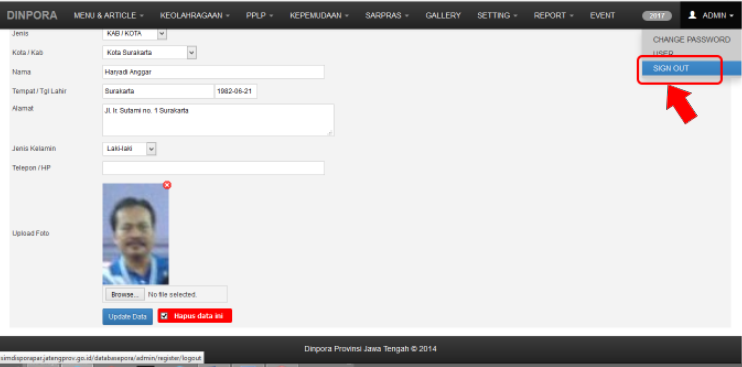 DINPORA MENU & ARTICLE KEOLAHRAGAAN PPLP KEPEMUDAAN SARPRAS GALLERY SETTING REPORT EVENT 2017 ADMIN
CHANGE PASSWORD
USER
SIGN OUT
Jenis KAB / KOTA
Kota / Kab Kota Surakarta
Nama Haryadi Anggar
Tempat / Tgl Lahir Surakarta 1982-06-21
Alamat Jl. Ir. Sutami no. 1 Surakarta
Jenis Kelamin Laki-laki
Telepon / HP
Upload Foto
Browse... No file selected.
Update Data Hapus data ini
Dinpora Provinsi Jawa Tengah © 2014
simdisporapar.jatengprov.go.id/databasepora/admin/register/logout